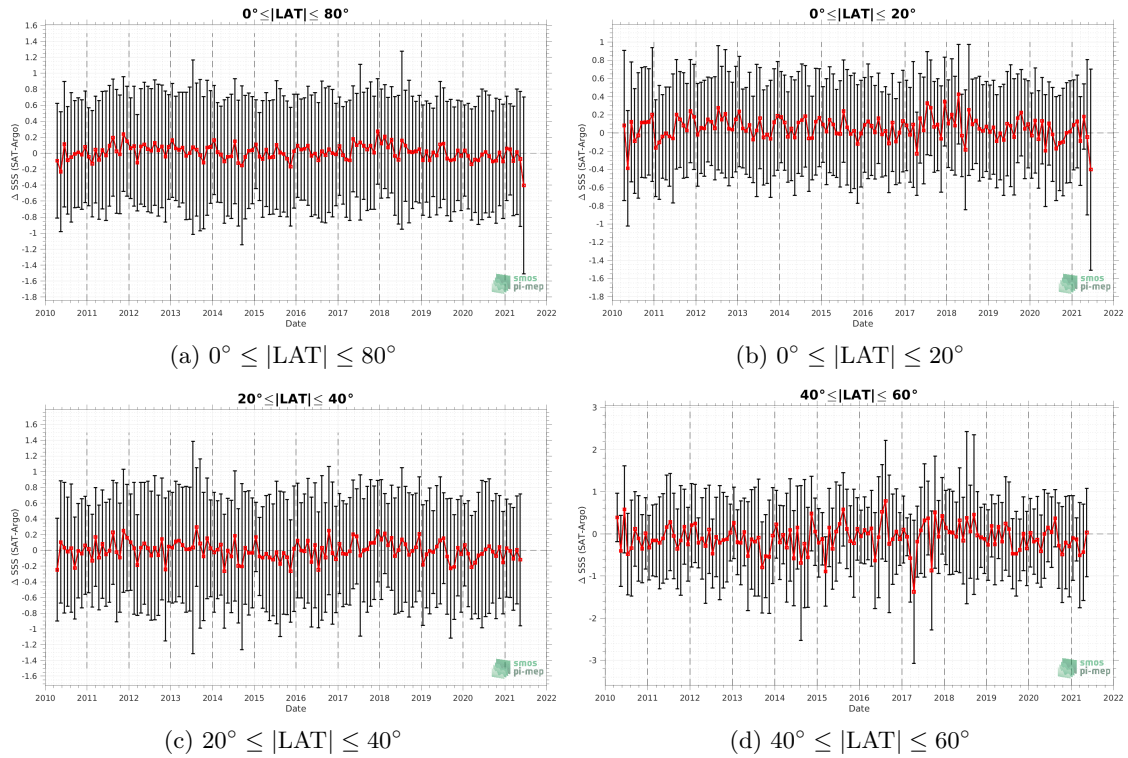 0°≤|LAT|≤ 80°
1.6
1.4
1.2
1
0.8
0.6
0.4
0.2
0
-0.2
-0.4
-0.6
-0.8
-1
-1.2
-1.4
-1.6
-1.8
Δ SSS (SAT-Argo)
smos
pi-mep
2010 2011 2012 2013 2014 2015 2016 2017 2018 2019 2020 2021 2022
Date
(a) 0° ≤ |LAT| ≤ 80°
0°≤|LAT|≤ 20°
1
0.8
0.6
0.4
0.2
0
-0.2
-0.4
-0.6
-0.8
-1
-1.2
-1.4
-1.6
-1.8
Δ SSS (SAT-Argo)
smos
pi-mep
2010 2011 2012 2013 2014 2015 2016 2017 2018 2019 2020 2021 2022
Date
(b) 0° ≤ |LAT| ≤ 20°
20°≤|LAT|≤ 40°
1.6
1.4
1.2
1
0.8
0.6
0.4
0.2
0
-0.2
-0.4
-0.6
-0.8
-1
-1.2
-1.4
-1.6
Δ SSS (SAT-Argo)
smos
pi-mep
2010 2011 2012 2013 2014 2015 2016 2017 2018 2019 2020 2021 2022
Date
(c) 20° ≤ |LAT| ≤ 40°
40°≤|LAT|≤ 60°
3
2
1
0
-1
-2
-3
Δ SSS (SAT-Argo)
smos
pi-mep
2010 2011 2012 2013 2014 2015 2016 2017 2018 2019 2020 2021 2022
Date
(d) 40° ≤ |LAT| ≤ 60°